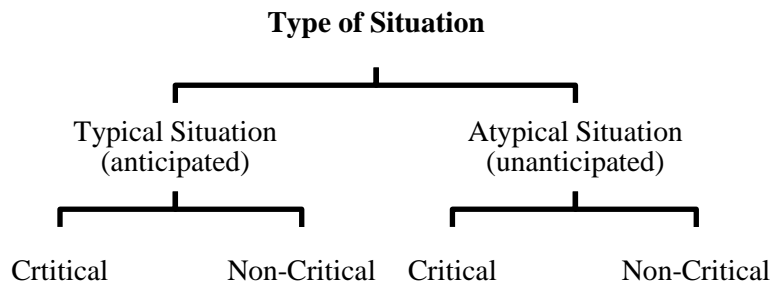 Type of Situation
Typical Situation
(anticipated)
Atypical Situation
(unanticipated)
Crtitical
Non-Critical
Critical
Non-Critical